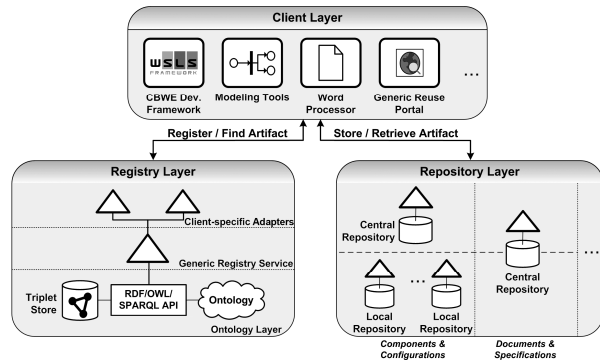 Client Layer
WSLS
FRAMEWORK
CBWE Dev.
Framework
Modeling Tools
Word
Processor
Generic Reuse
Portal
...
Register / Find Artifact
Store / Retrieve Artifact
Registry Layer
Client-specific Adapters
Generic Registry Service
Triplet
Store
RDF/OWL/
SPARQL API
Ontology
Ontology Layer
Repository Layer
Central
Repository
Central
Repository
...
...
Local
Repository
Local
Repository
Components &
Configurations
Documents &
Specifications